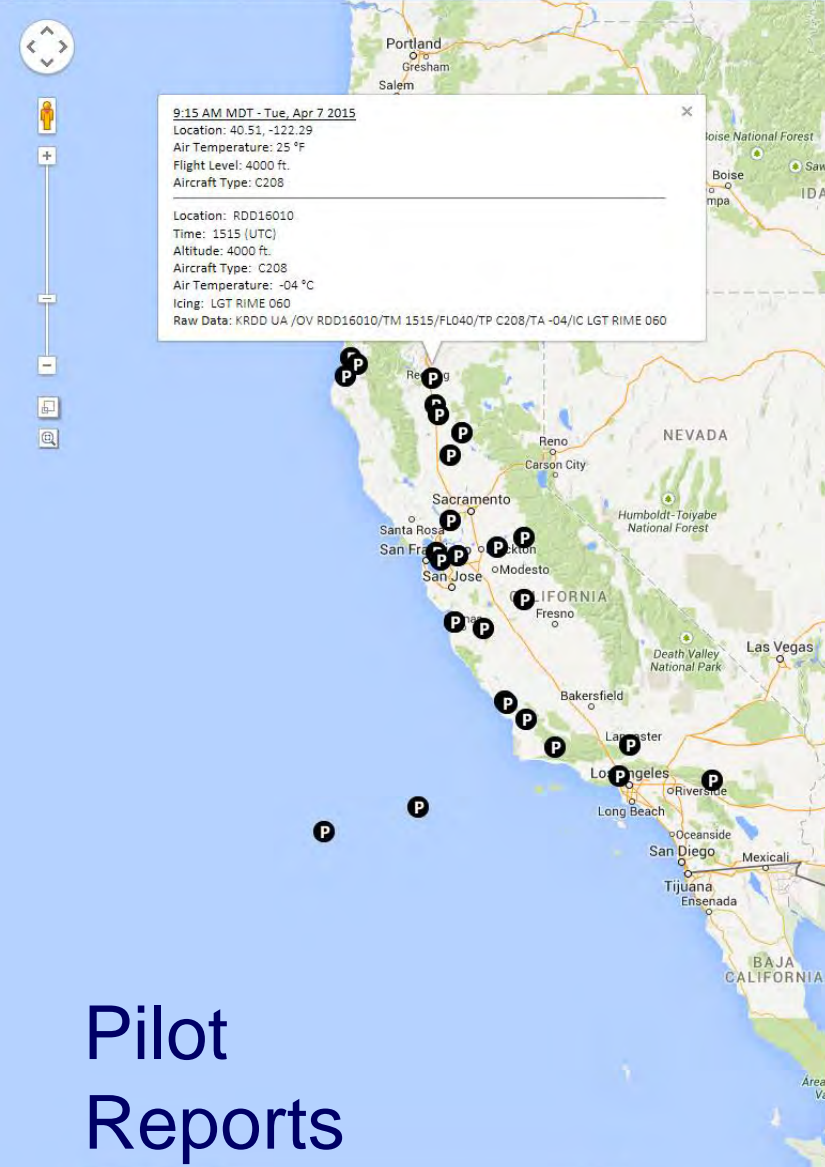 Portland
Gresham
Salem
9:15 AM MDT - Tue, Apr 7 2015
Location: 40.51, -122.29
Air Temperature: 25 °F
Flight Level: 4000 ft.
Aircraft Type: C208
Location: RDD16010
Time: 1515 (UTC)
Altitude: 4000 ft.
Aircraft Type: C208
Air Temperature: -04 °C
Icing: LGT RIME 060
Raw Data: KRDD UA /OV RDD16010/TM 1515/FL040/TP C208/TA -04/IC LGT RIME 060
National Forest
Boise
P
P
P
P
P
P
P
P
Reno
NEVADA
Carson City
Sacramento
Humboldt-Toiyabe
National Forest
P
Santa Rosa
P
P
P
P
P
Modesto
San Jose
P
Fresno
P
P
Death Valley
National Park
Las Vegas
Bakersfield
P
P
P
P
P
P
Riverside
Long Beach
P
P
Oceanside
San Diego
Mexicali
Tijuana
Ensenada
BAJA
CALIFORNIA
Pilot
Reports